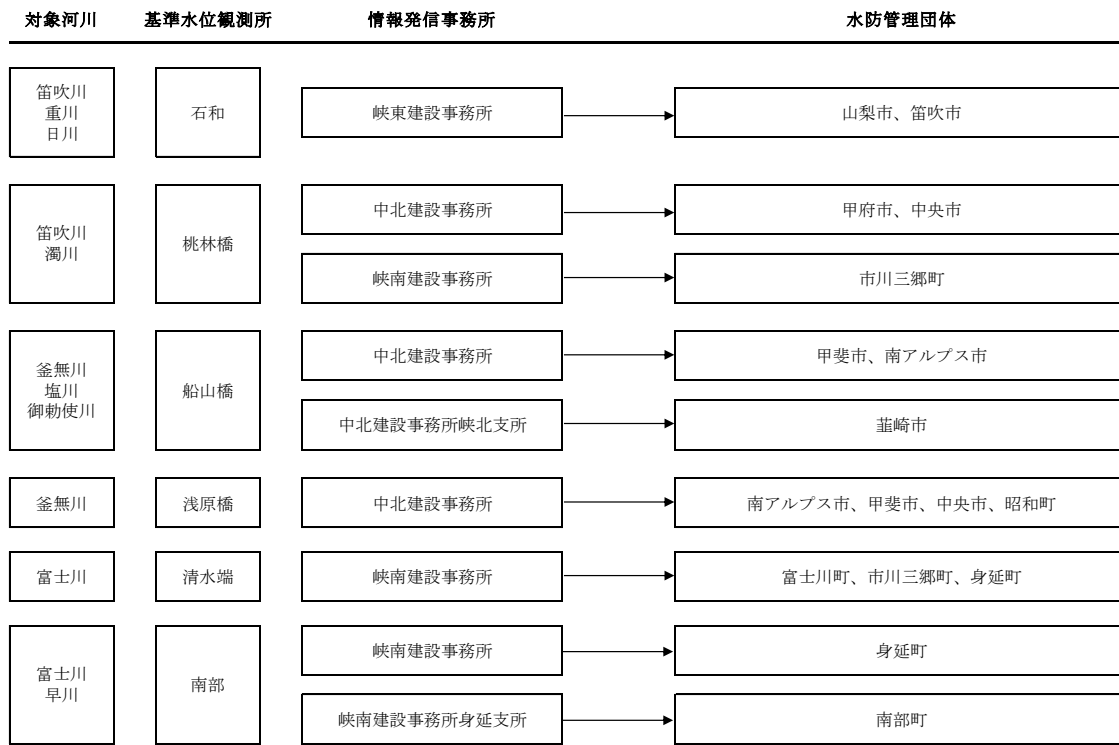 対象河川 基準水位観測所 情報発信事務所 水防管理団体
笛吹川
重川
日川
石和
峡東建設事務所
山梨市、笛吹市
笛吹川
濁川
桃林橋
中北建設事務所
甲府市、中央市
峡南建設事務所
市川三郷町
釜無川
塩川
御勅使川
船山橋
中北建設事務所
甲斐市、南アルプス市
中北建設事務所峡北支所
韮崎市
釜無川
浅原橋
中北建設事務所
南アルプス市、甲斐市、中央市、昭和町
富士川
清水端
峡南建設事務所
富士川町、市川三郷町、身延町
富士川
早川
南部
峡南建設事務所
身延町
峡南建設事務所身延支所
南部町